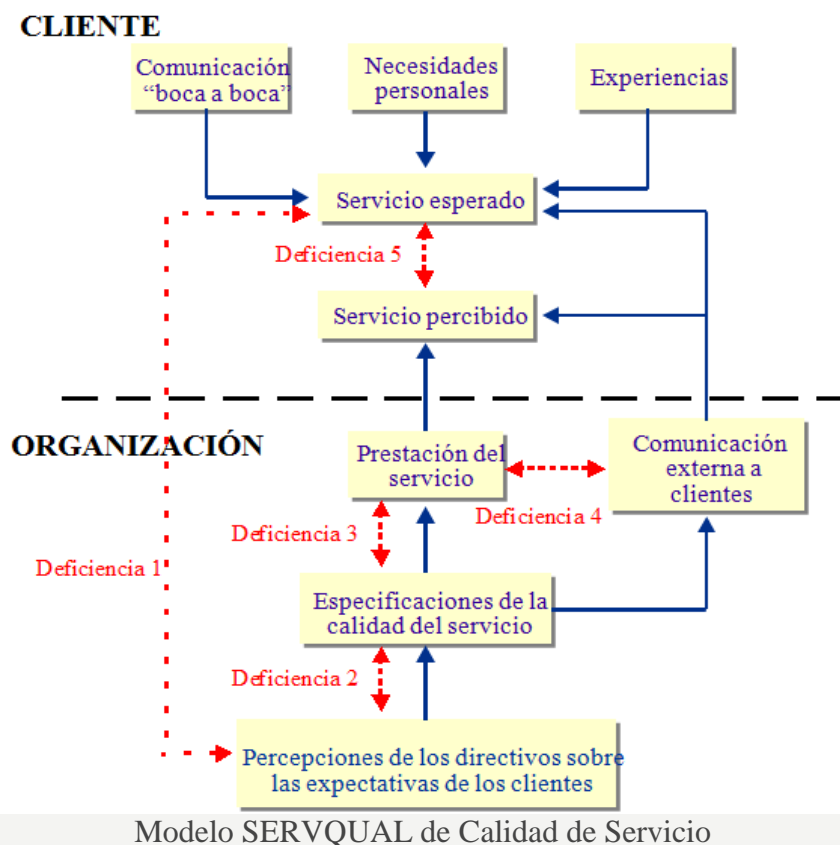 CLIENTE
Comunicación
“boca a boca”
Necesidades
personales
Experiencias
Servicio esperado
Deficiencia 5
Servicio percibido
ORGANIZACIÓN
Prestación del
servicio
Comunicación
externa a
clientes
Deficiencia 4
Deficiencia 3
Deficiencia 1
Especificaciones de la
calidad del servicio
Deficiencia 2
Percepciones de los directivos sobre
las expectativas de los clientes
Modelo SERVQUAL de Calidad de Servicio